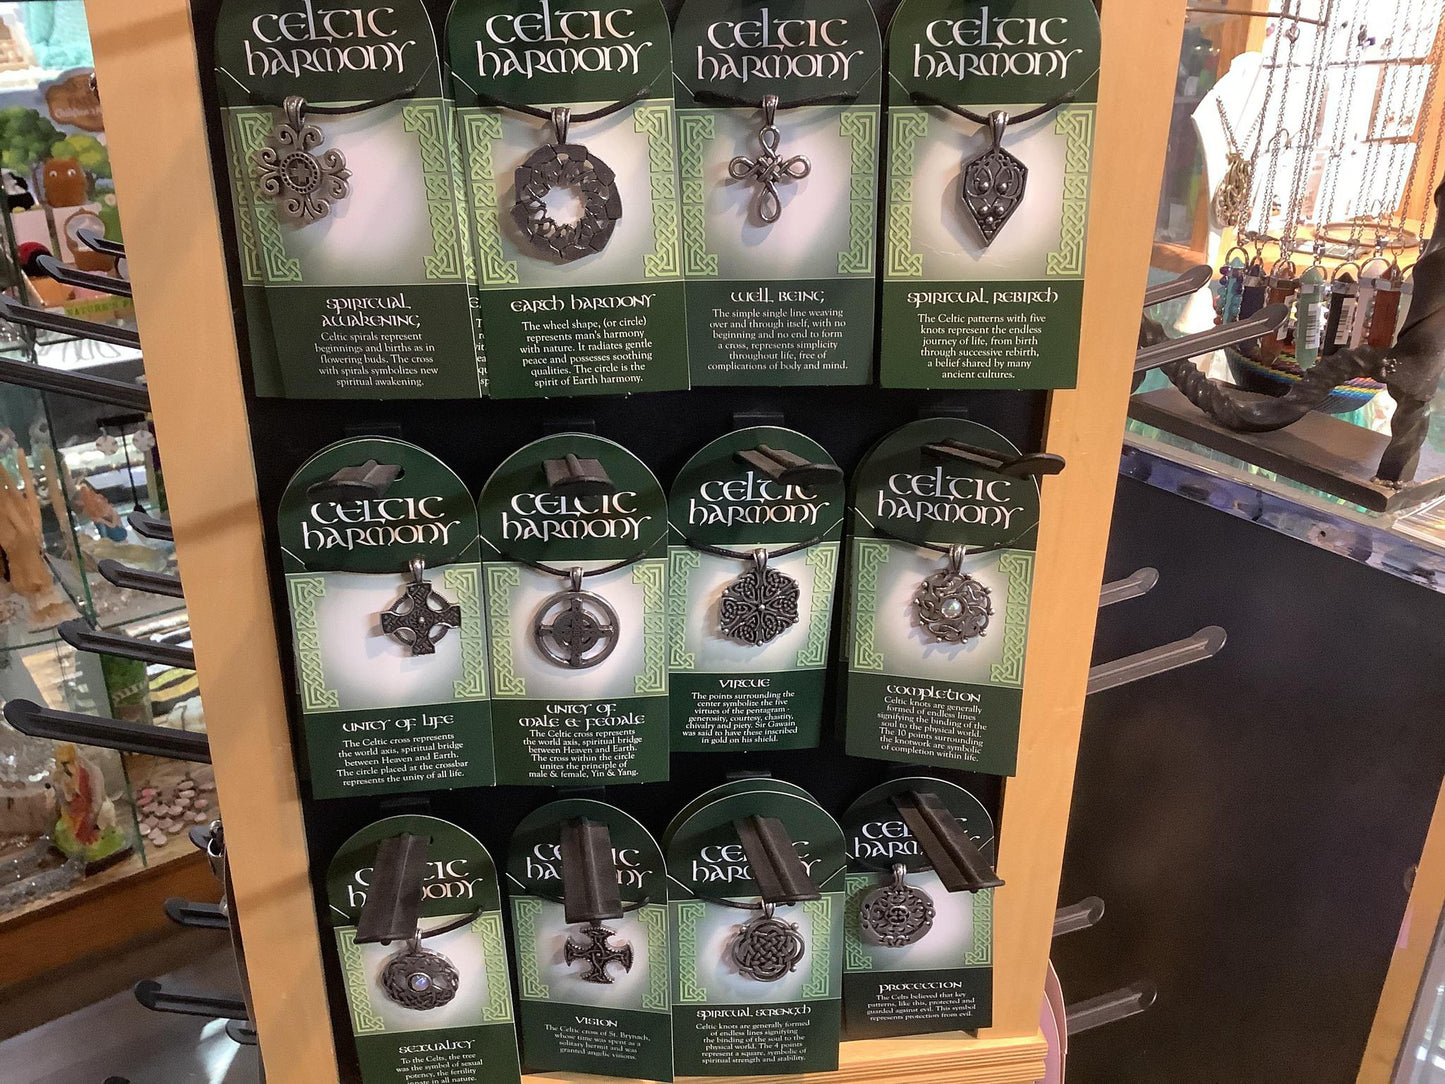 CELTIC
HARMONY
SPIRITUAL
AWAKENING
Celtic spirals represent
beginnings and births as in
flowering buds. The cross
with spirals symbolizes new
spiritual awakening.
CELTIC
HARMONY
EARTH HARMONY
The wheel shape, (or circle)
represents man's harmony
with nature. It radiates gentle
peace and possesses soothing
qualities. The circle is the
spirit of Earth harmony.
CELTIC
HARMONY
WELL BEING
The simple single line weaving
over and through itself, with no
beginning and no end to form
a cross, represents simplicity
throughout life, free of
complications of body and mind.
CELTIC
HARMONY
SPIRITUAL REBIRTH
The Celtic patterns with five
knots represent the endless
journey of life, from birth
through successive rebirth,
a belief shared by many
ancient cultures.
CELTIC
HARMONY
UNITY OF LIFE
The Celtic cross represents
the world axis, spiritual bridge
between Heaven and Earth.
The circle placed at the crossbar
represents the unity of all life.
CELTIC
HARMONY
UNITY OF
MALE & FEMALE
The Celtic cross represents
the world axis, spiritual bridge
between Heaven and Earth.
The cross within the circle
unites the principle of
male & female, Yin & Yang.
CELTIC
HARMONY
VIRTUE
The points surrounding the
center symbolize the five
virtues of the pentagram -
generosity, courtesy, chastity,
chivalry and piety. Sir Gawain
was said to have these inscribed
in gold on his shield.
CELTIC
HARMONY
COMPLETION
Celtic knots are generally
formed of endless lines
signifying the binding of the
soul to the physical world.
The 10 points surrounding
the knotwork are symbolic
of completion within life.
CELTIC
HARMONY
SEXUALITY
To the Celts, the tree
was the symbol of sexual
potency, the fertility
innate in all nature.
VISION
The Celtic cross of St. Brynach,
whose time was spent as a
solitary hermit and was
granted angelic visions.
SPIRITUAL STRENGTH
Celtic knots are generally formed
of endless lines signifying
the binding of the soul to the
physical world. The 4 points
represent a square, symbolic of
spiritual strength and stability.
PROTECTION
The Celts believed that key
patterns, like this, protected and
guarded against evil. This symbol
represents protection from evil.